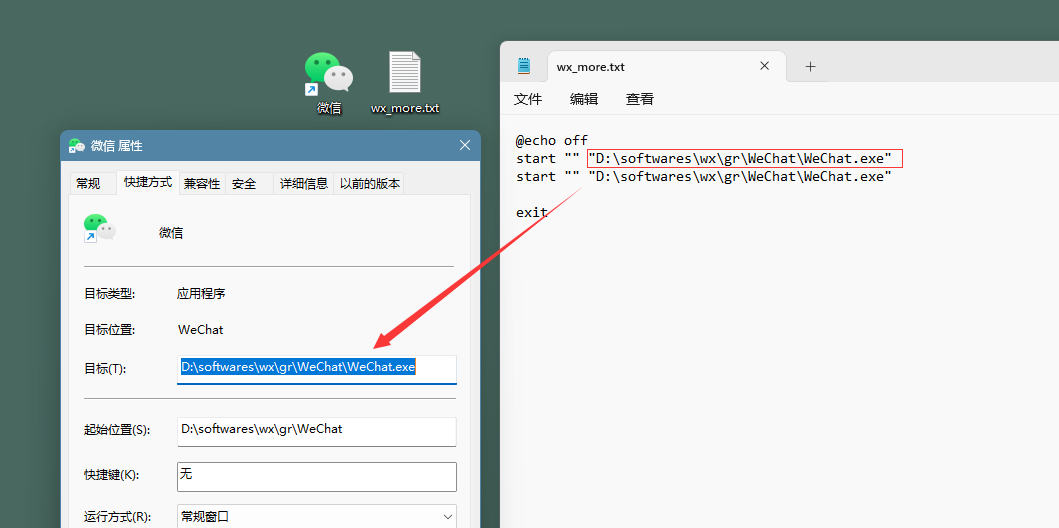 微信
wx_more.txt
微信 属性
常规
快捷方式
兼容性
安全
详细信息
以前的版本
微信
目标类型:
应用程序
目标位置:
WeChat
目标(T):
D:\softwares\wx\gr\WeChat\WeChat.exe
起始位置(S):
D:\softwares\wx\gr\WeChat
快捷键(K):
无
运行方式(R):
常规窗口
wx_more.txt
文件
编辑
查看
@echo off
start "" "D:\softwares\wx\gr\WeChat\WeChat.exe"
start "" "D:\softwares\wx\gr\WeChat\WeChat.exe"
exit